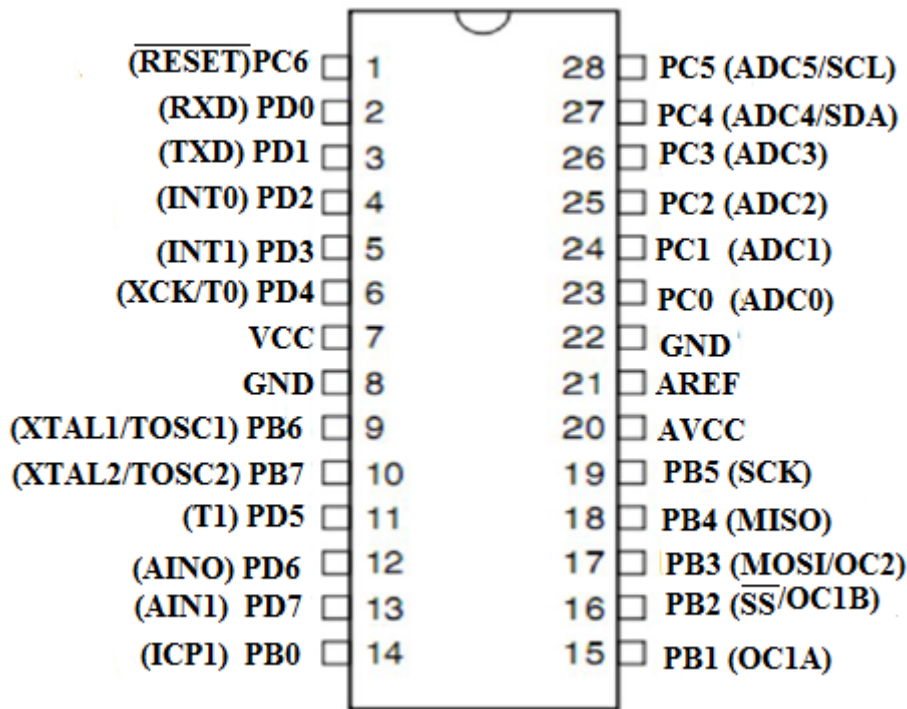 (RESET)PC6 1 28 PC5 (ADC5/SCL)
(RXD) PD0 2 27 PC4 (ADC4/SDA)
(TXD) PD1 3 26 PC3 (ADC3)
(INT0) PD2 4 25 PC2 (ADC2)
(INT1) PD3 5 24 PC1 (ADC1)
(XCK/T0) PD4 6 23 PC0 (ADC0)
VCC 7 22 GND
GND 8 21 AREF
(XTAL1/TOSC1) PB6 9 20 AVCC
(XTAL2/TOSC2) PB7 10 19 PB5 (SCK)
(T1) PD5 11 18 PB4 (MISO)
(AINO) PD6 12 17 PB3 (MOSI/OC2)
(AIN1) PD7 13 16 PB2 (SS/OC1B)
(ICP1) PB0 14 15 PB1 (OC1A)